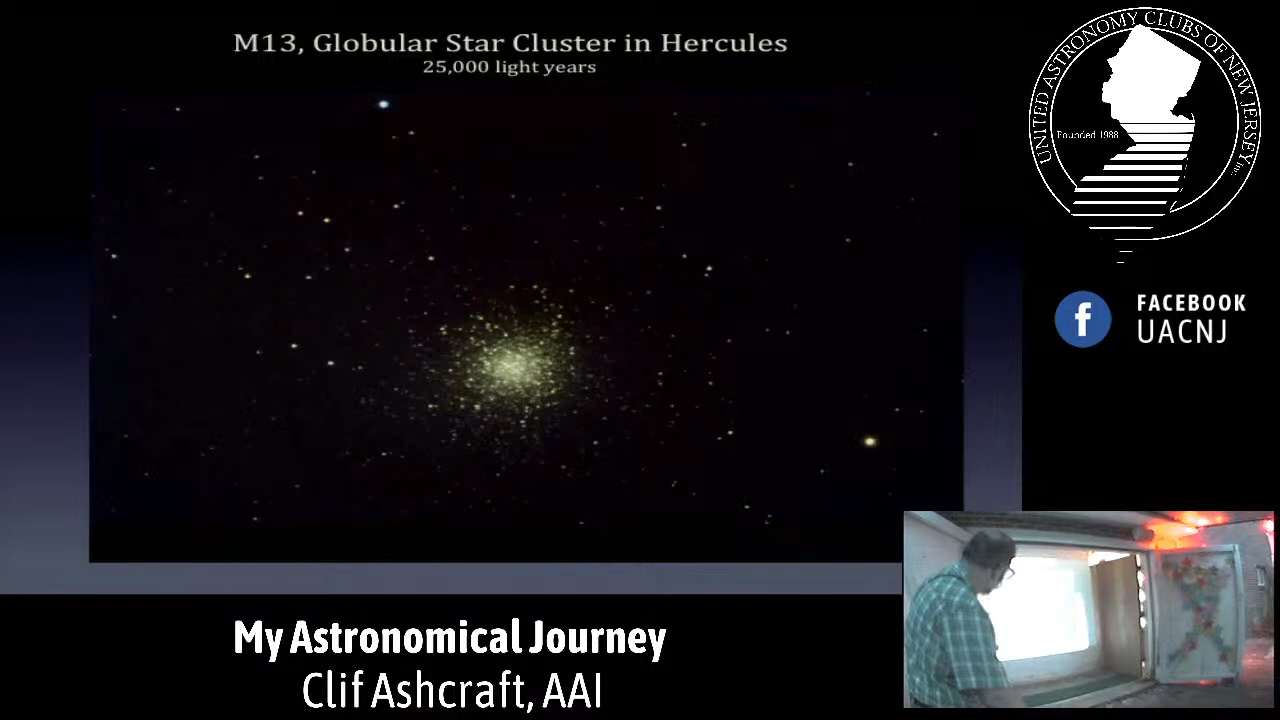 M13, Globular Star Cluster in Hercules
25,000 light years
UNITED ASTRONOMY CLUBS OF NEW JERSEY, Inc.
Founded 1988
f
FACEBOOK
UACNJ
My Astronomical Journey
Clif Ashcraft, AAI